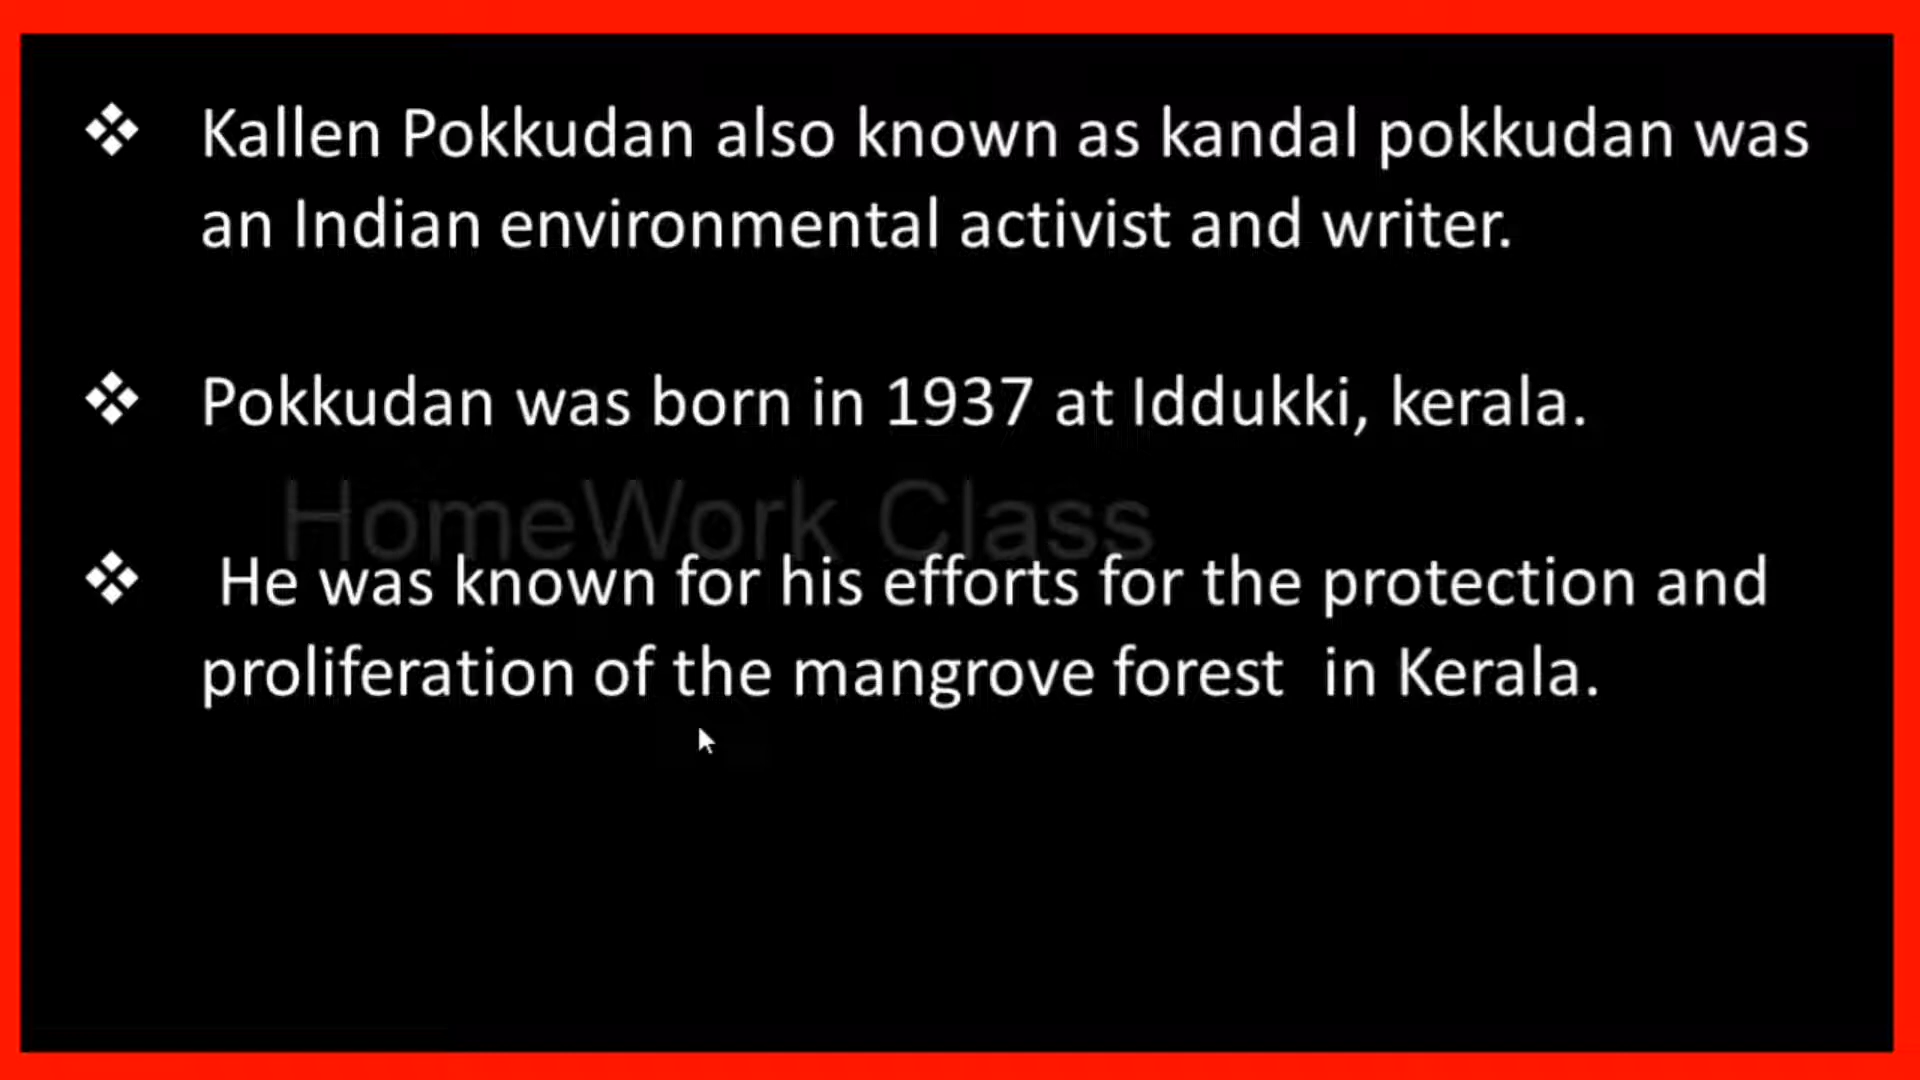 ❖ Kallen Pokkudan also known as kandal pokkudan was
an Indian environmental activist and writer.
❖ Pokkudan was born in 1937 at Iddukki, kerala.
HomeWork Class
❖ He was known for his efforts for the protection and
proliferation of the mangrove forest in Kerala.